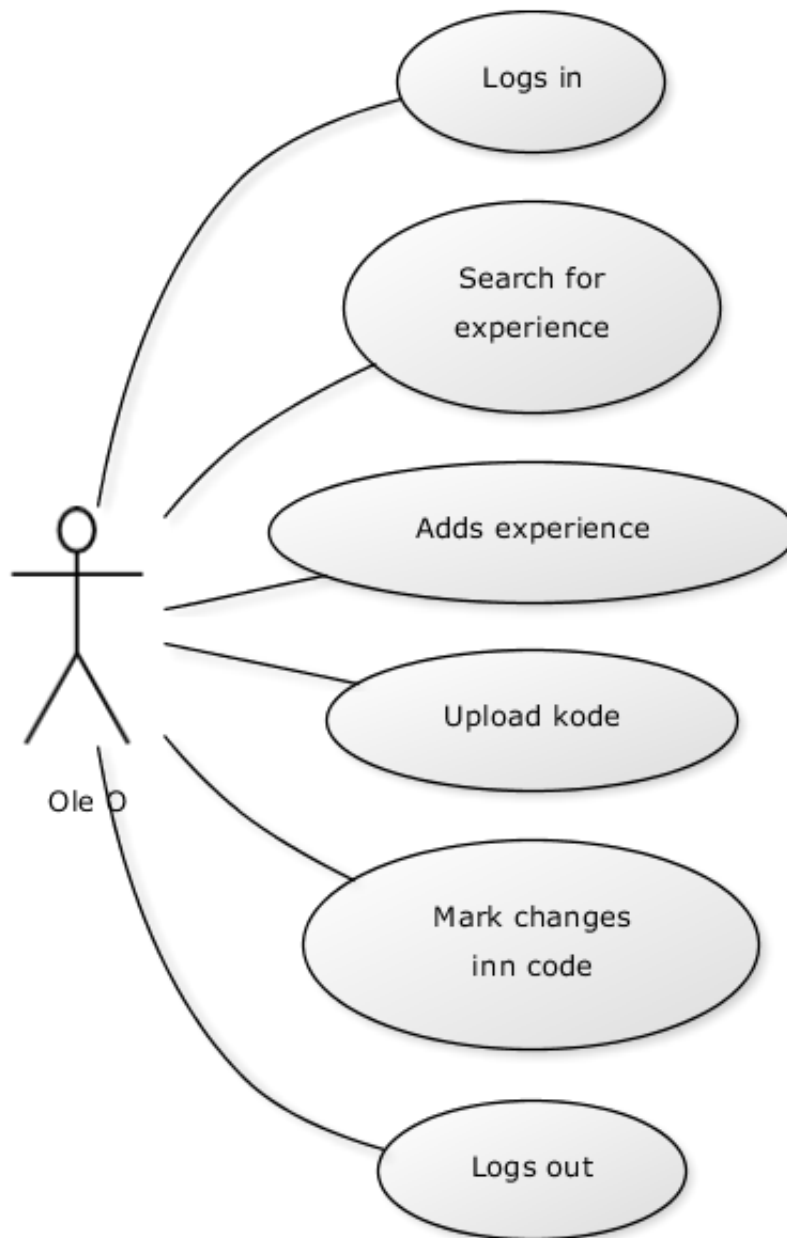 Logs in
Search for
experience
Adds experience
Upload kode
Ole O
Mark changes
inn code
Logs out